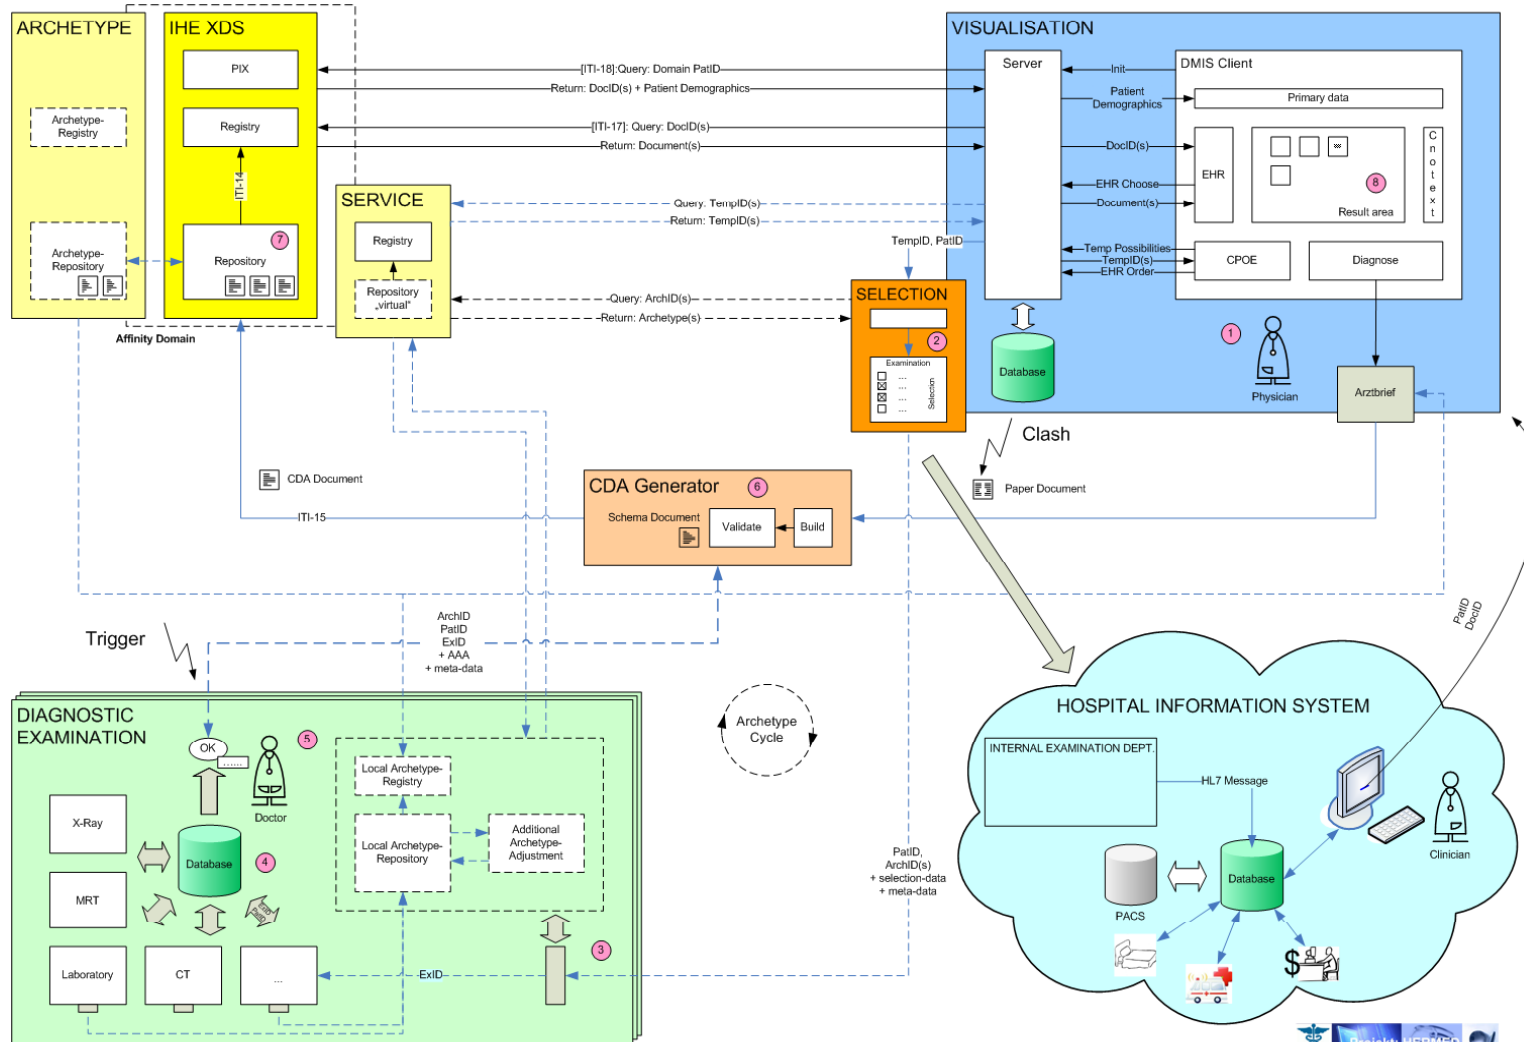 ARCHETYPE
Archetype-
Registry
Archetype-
Repository
IHE XDS
PIX
Registry
ITI-14
7
Repository
Affinity Domain
SERVICE
Registry
Repository
„virtual"
[ITI-18]:Query: Domain PatID
Return: DocID(s) + Patient Demographics
[ITI-17]: Query: DocID(s)
Return: Document(s)
Query: TempID(s)
Return: TempID(s)
TempID, PatID
Query: ArchID(s)
Return: Archetype(s)
SELECTION
2
Examination
...
...
...
...
Selection
VISUALISATION
Server
Database
Init
Patient
Demographics
DocID(s)
EHR Choose
Document(s)
Temp Possibilities
TempID(s)
EHR Order
DMIS Client
Primary data
EHR
8
Result area
Cnotext
CPOE
Diagnose
1
Physician
Arztbrief
Clash
Paper Document
CDA Document
ITI-15
CDA Generator
6
Schema Document
Validate
Build
Trigger
ArchID
PatID
ExID
+ AAA
+ meta-data
Archetype
Cycle
PatID,
ArchID(s)
+ selection-data
+ meta-data
PatID
DocID
DIAGNOSTIC
EXAMINATION
OK
......
5
Doctor
X-Ray
MRT
Laboratory
CT
...
Database
4
ExID
PatID
Local Archetype-
Registry
Local Archetype-
Repository
Additional
Archetype-
Adjustment
3
ExID
HOSPITAL INFORMATION SYSTEM
INTERNAL EXAMINATION DEPT.
HL7 Message
PACS
Database
Clinician
$
Projekt: HERMED